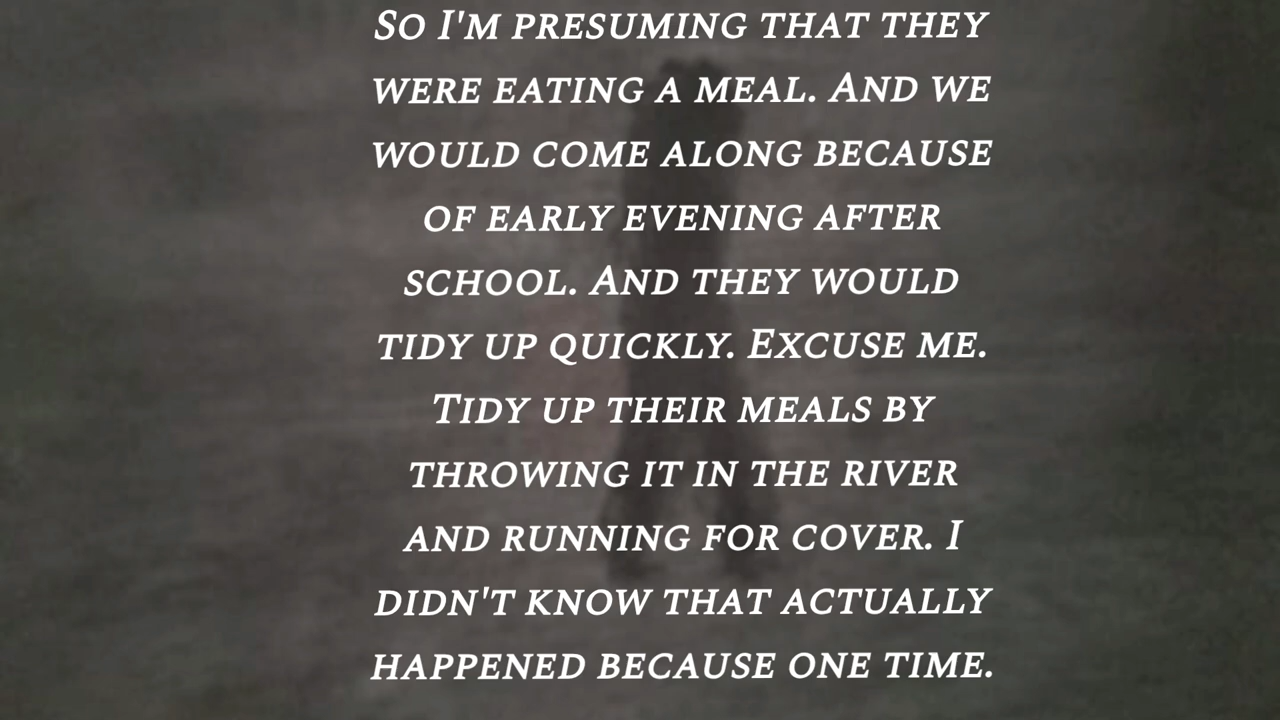 So I'm presuming that they
were eating a meal. And we
would come along because
of early evening after
school. And they would
tidy up quickly. Excuse me.
Tidy up their meals by
throwing it in the river
and running for cover. I
didn't know that actually
happened because one time.